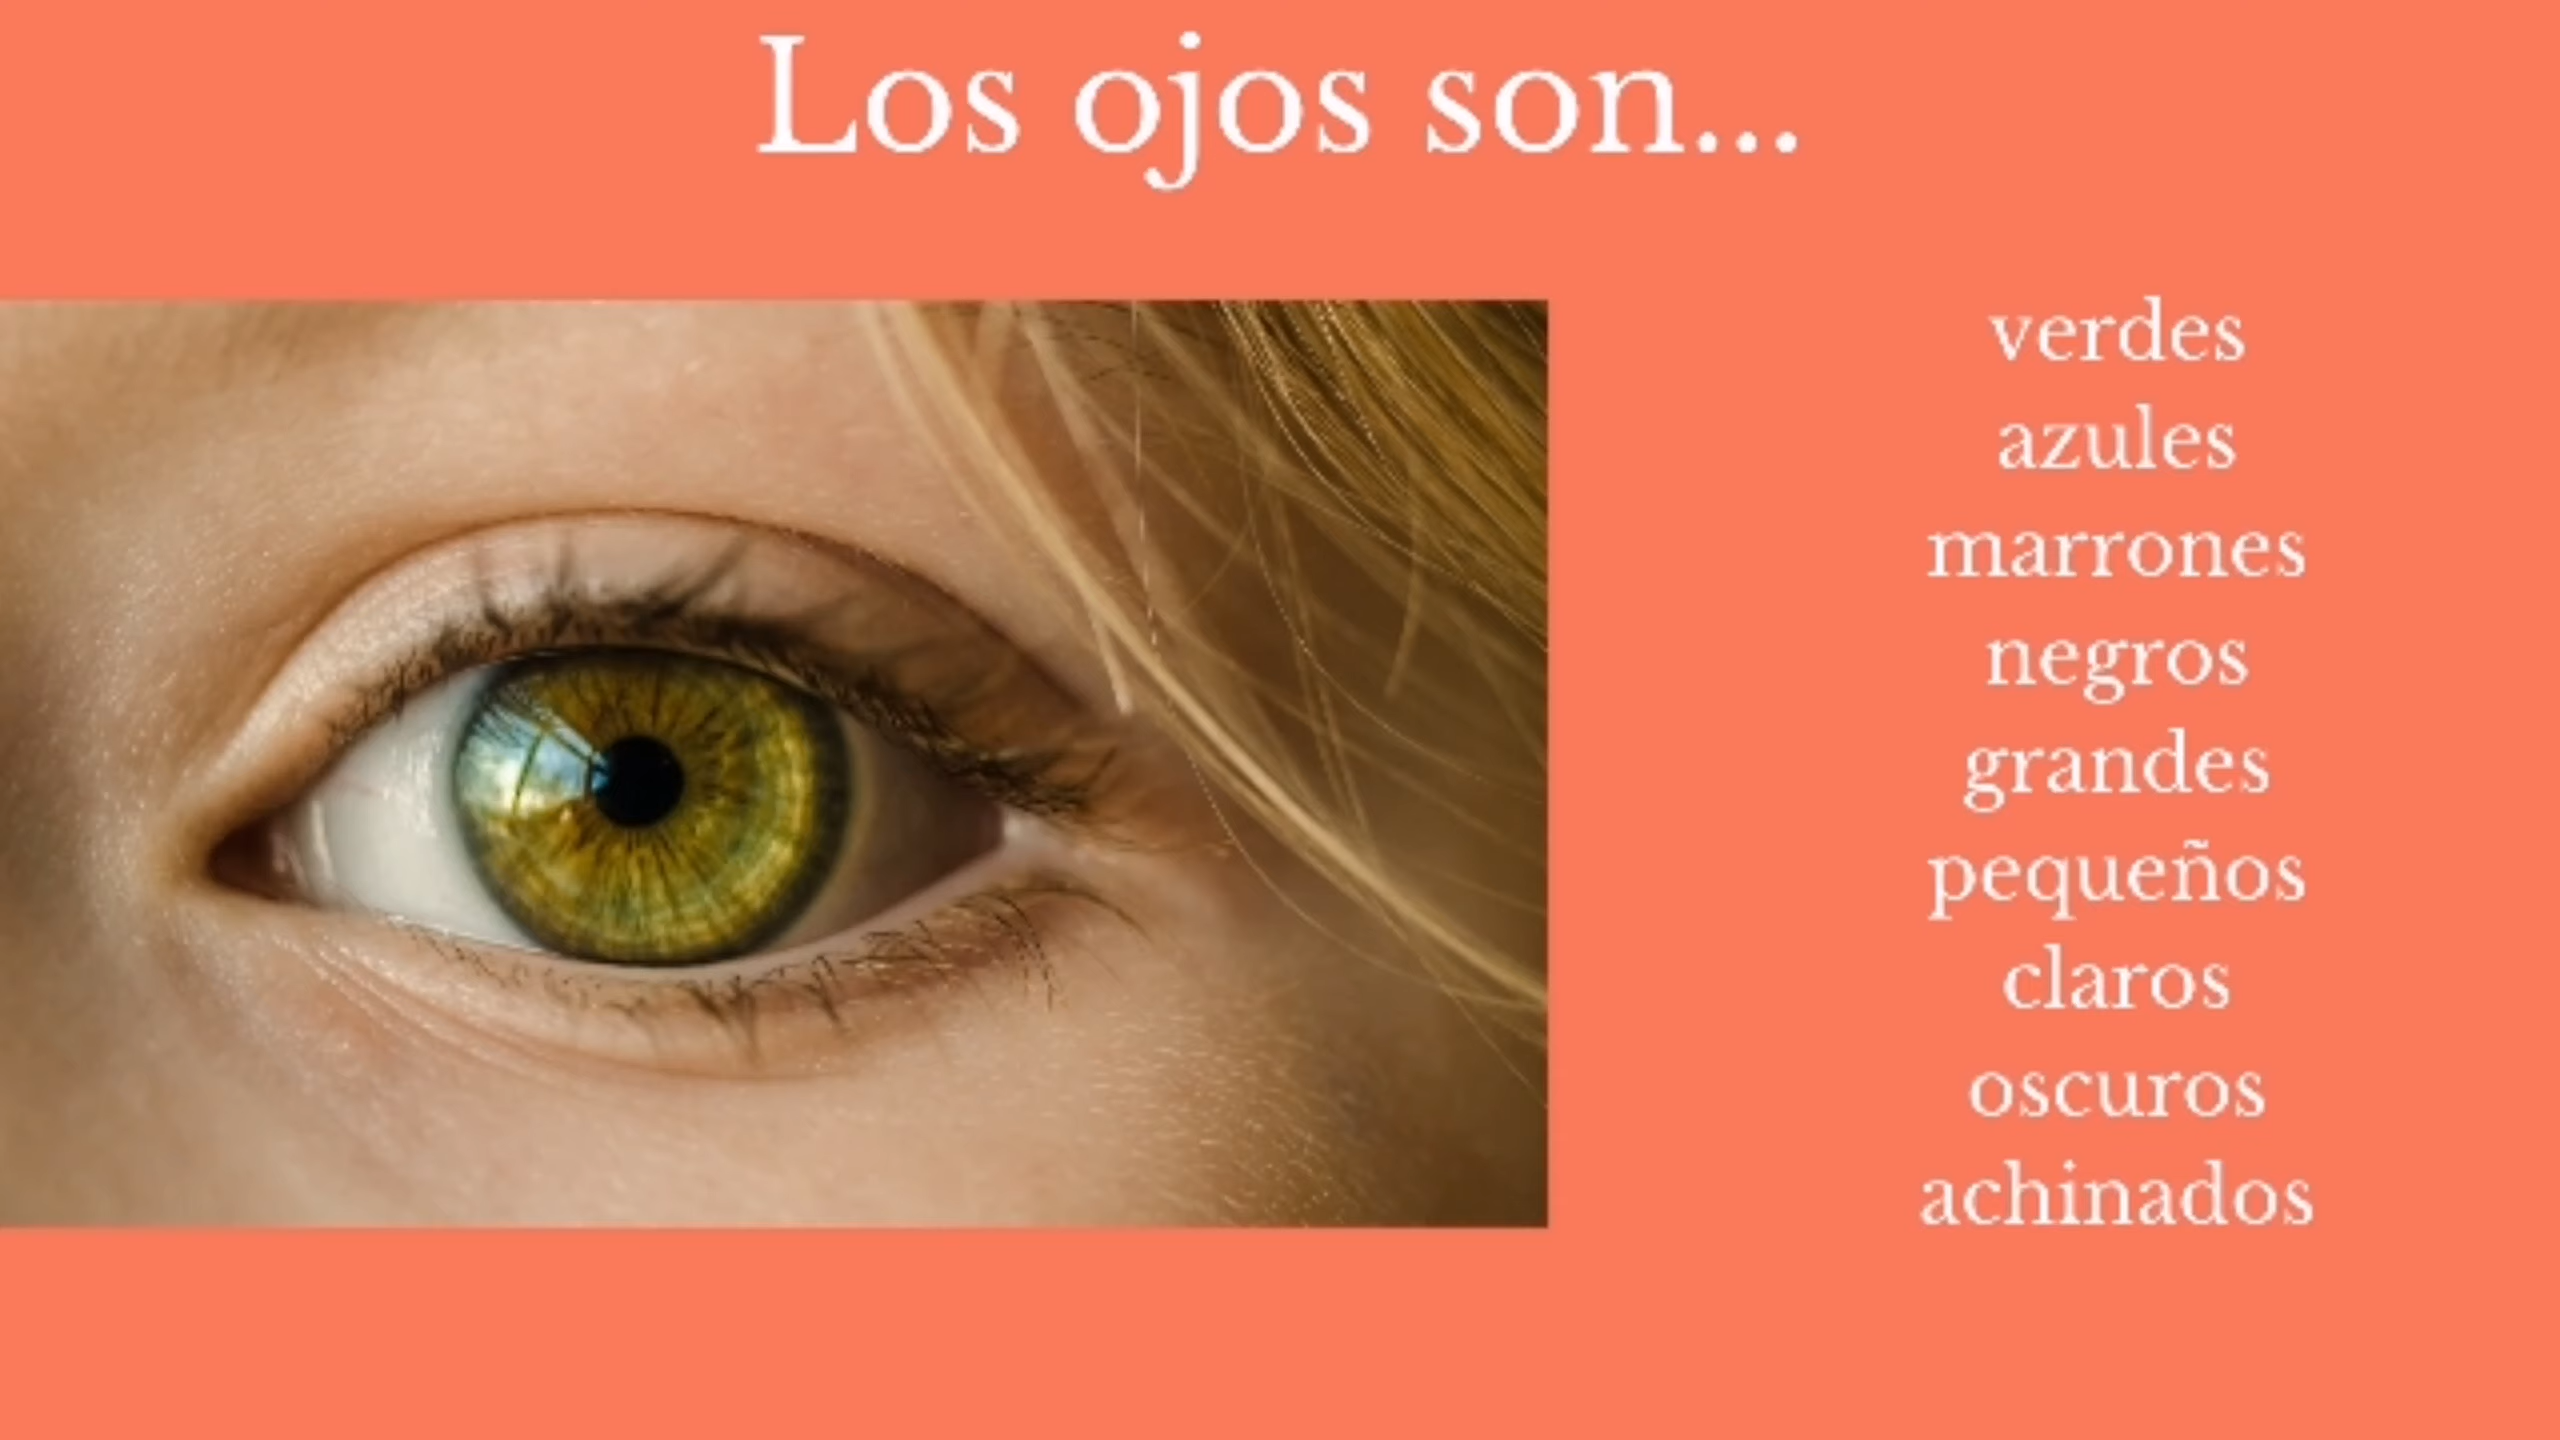 Los ojos son...
verdes
azules
marrones
negros
grandes
pequeños
claros
oscuros
achinados